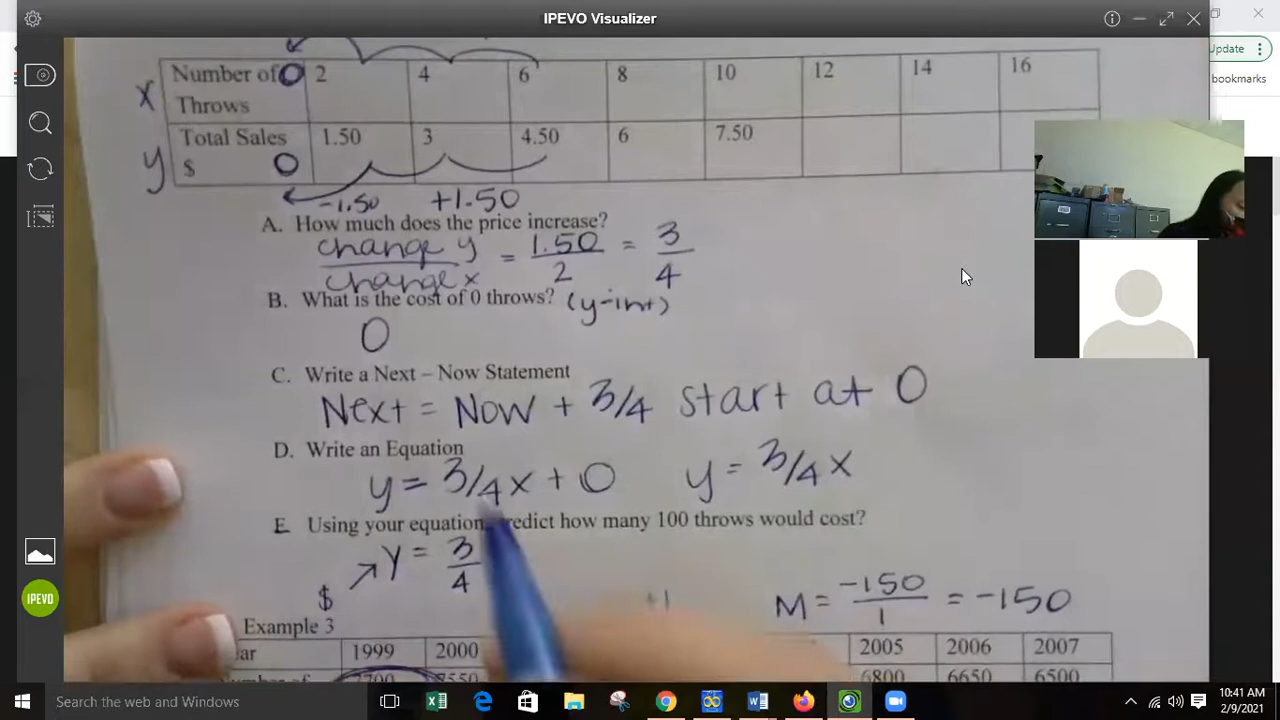 IPEVO Visualizer
Update
bookmarks
x Number of 0 2 4 6 8 10 12 14 16
Throws
y Total Sales 1.50 3 4.50 6 7.50
$ 0
-1.50 +1.50
A. How much does the price increase?
change y = 1.50 = 3
change x 2 4
B. What is the cost of 0 throws? (y-int)
0
C. Write a Next – Now Statement
Next = Now + 3/4 start at 0
D. Write an Equation
y = 3/4x + 0 y = 3/4x
E. Using your equation predict how many 100 throws would cost?
y = 3
4
$ +1 M = -150 = -150
1
Example 3
1999 2000 2005 2006 2007
6800 6650 6500
IPEVO
Search the web and Windows
10:41 AM
2/9/2021